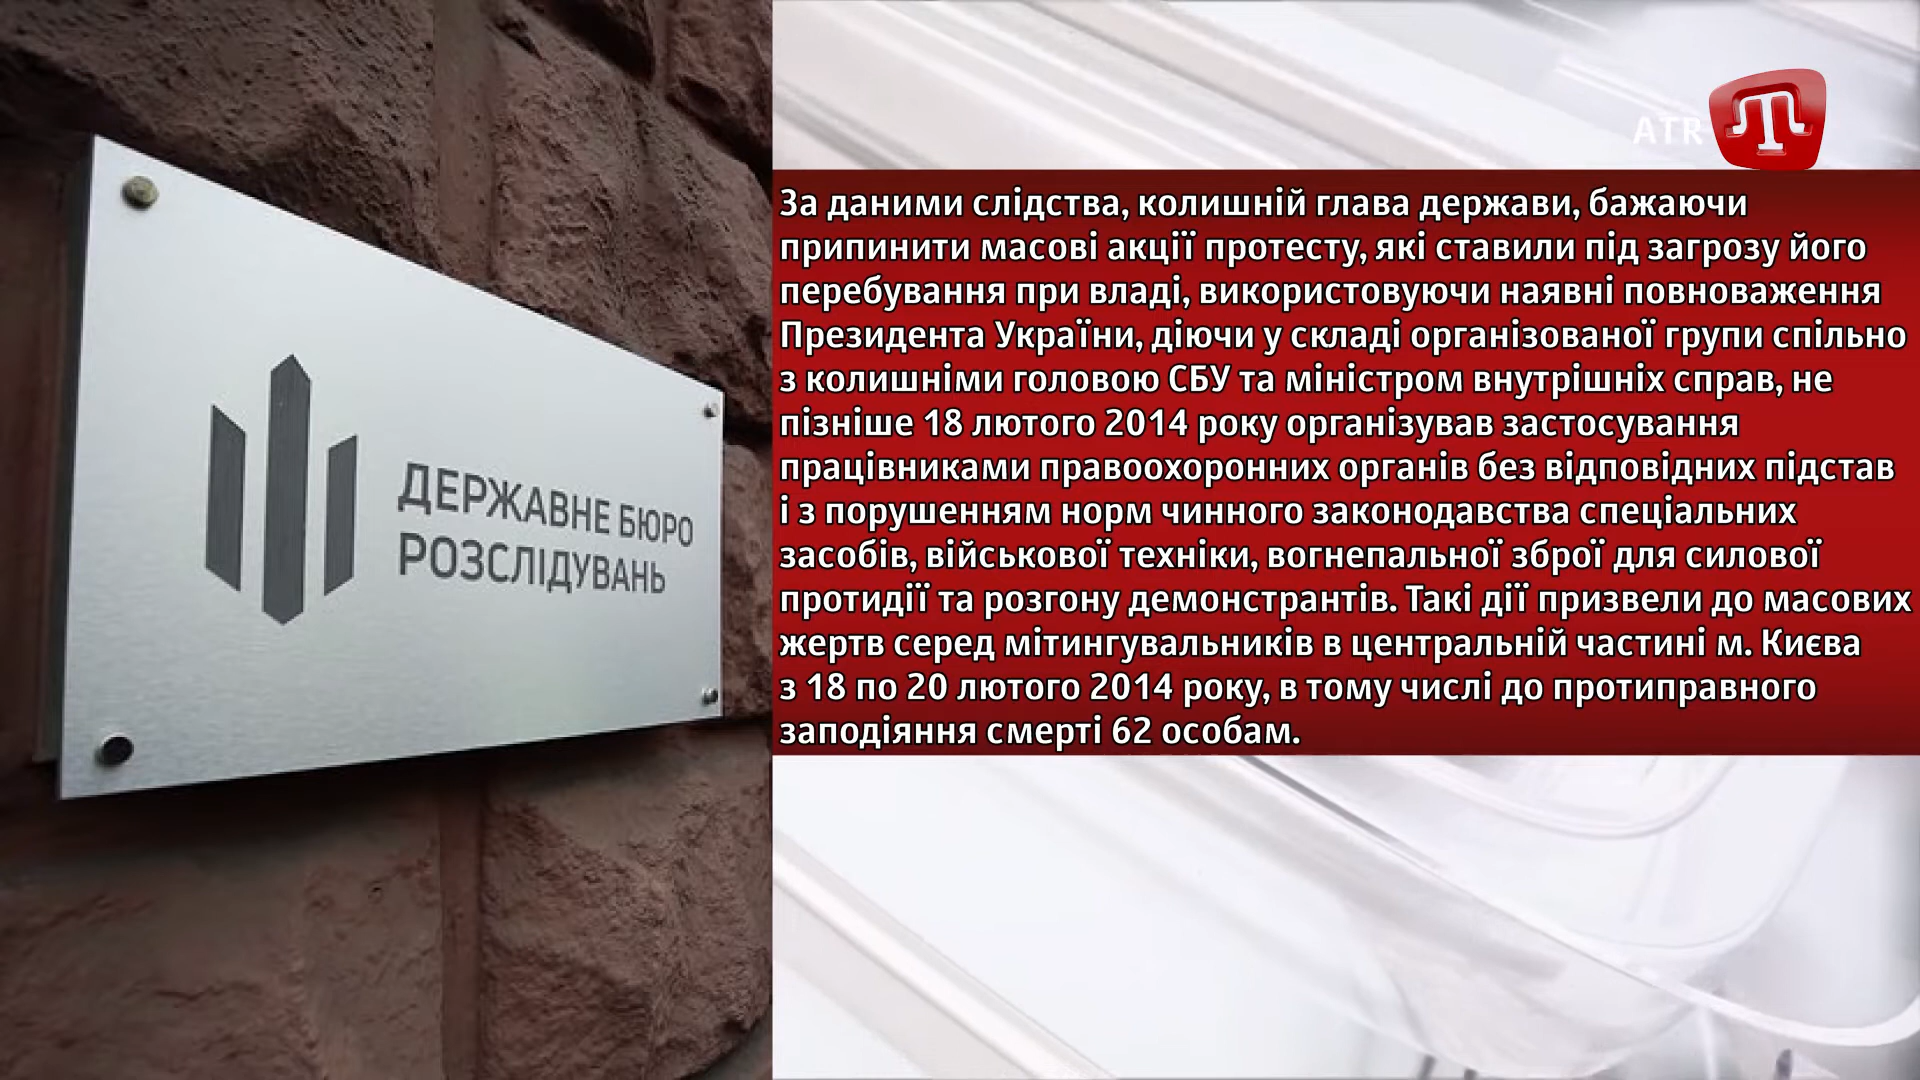 ДЕРЖАВНЕ БЮРО
РОЗСЛІДУВАНЬ
ATR
За даними слідства, колишній глава держави, бажаючи
припинити масові акції протесту, які ставили під загрозу його
перебування при владі, використовуючи наявні повноваження
Президента України, діючи у складі організованої групи спільно
з колишніми головою СБУ та міністром внутрішніх справ, не
пізніше 18 лютого 2014 року організував застосування
працівниками правоохоронних органів без відповідних підстав
і з порушенням норм чинного законодавства спеціальних
засобів, військової техніки, вогнепальної зброї для силової
протидії та розгону демонстрантів. Такі дії призвели до масових
жертв серед мітингувальників в центральній частині м. Києва
з 18 по 20 лютого 2014 року, в тому числі до протиправного
заподіяння смерті 62 особам.